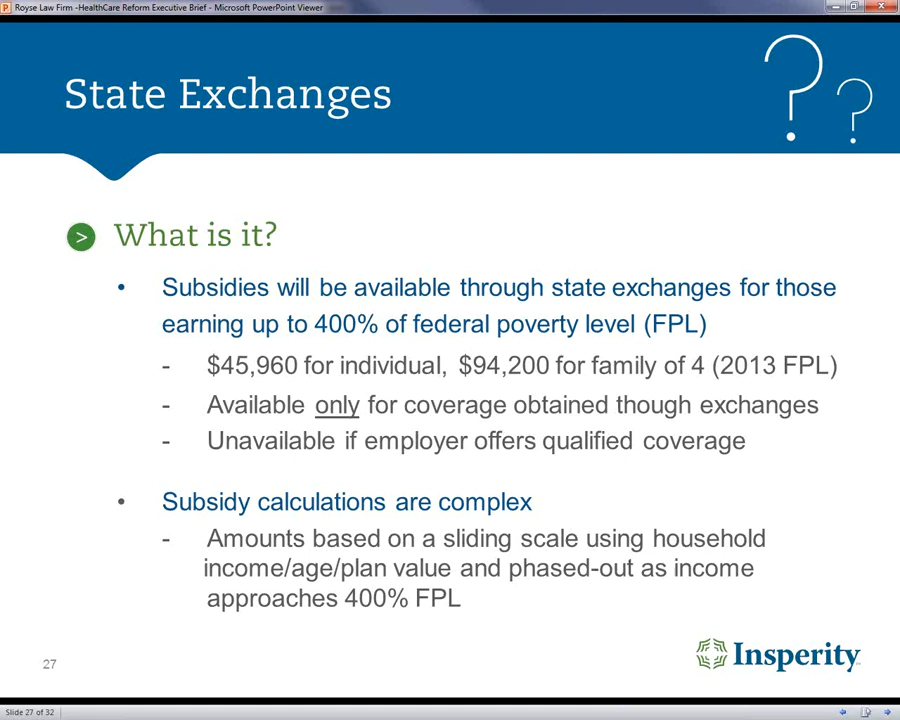 Royse Law Firm -HealthCare Reform Executive Brief - Microsoft PowerPoint Viewer
State Exchanges
? ?
> What is it?
• Subsidies will be available through state exchanges for those
earning up to 400% of federal poverty level (FPL)
- $45,960 for individual, $94,200 for family of 4 (2013 FPL)
- Available only for coverage obtained though exchanges
- Unavailable if employer offers qualified coverage
• Subsidy calculations are complex
- Amounts based on a sliding scale using household
income/age/plan value and phased-out as income
approaches 400% FPL
27
Insperity
Slide 27 of 32